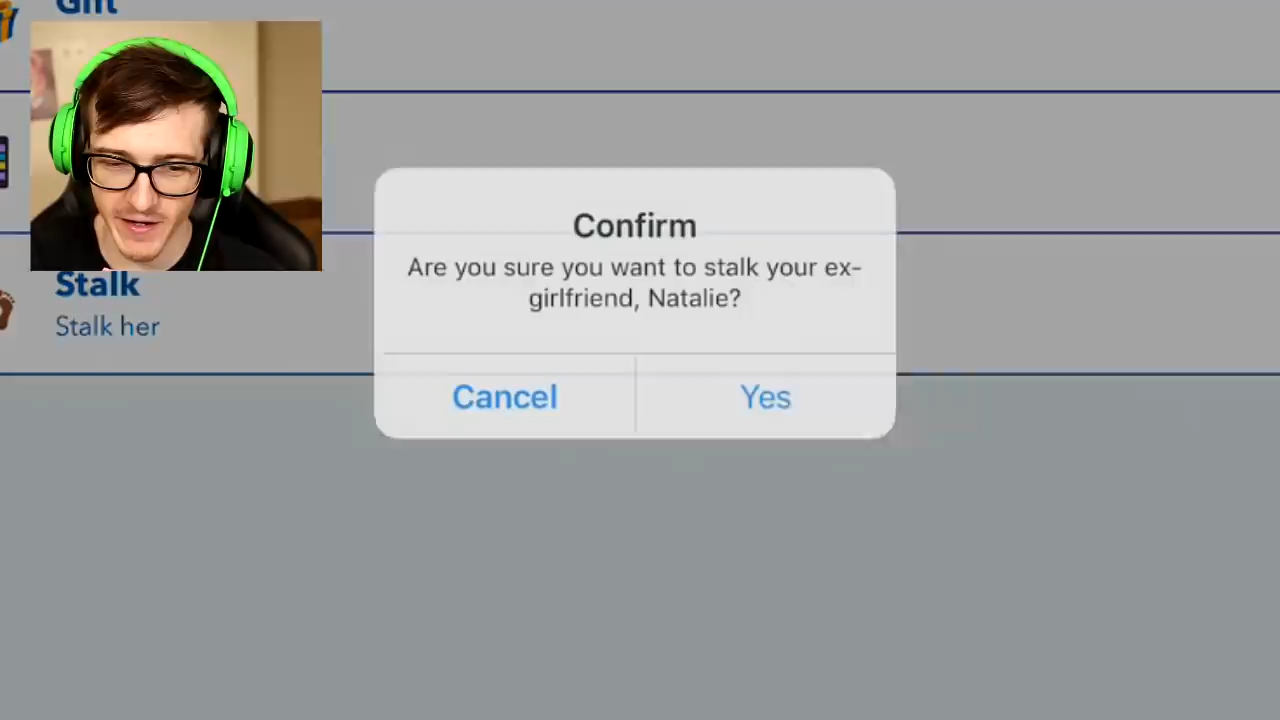 Gift
Confirm
Are you sure you want to stalk your ex-
girlfriend, Natalie?
Stalk
Stalk her
Cancel
Yes